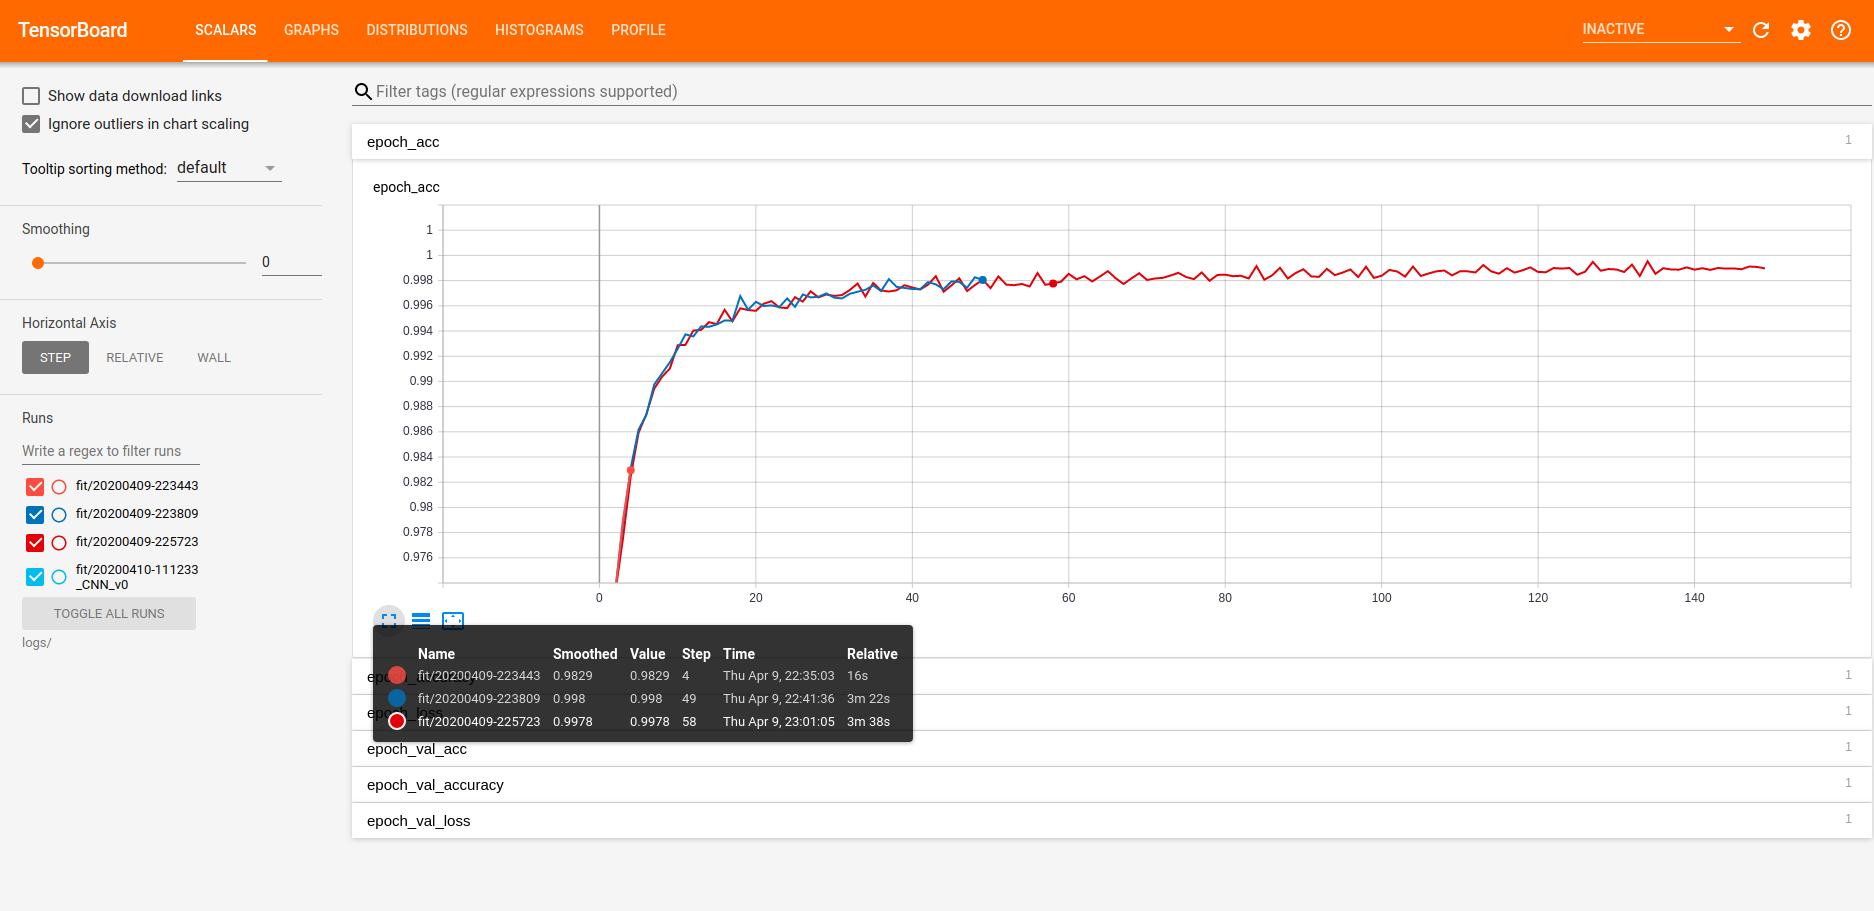 TensorBoard
SCALARS GRAPHS DISTRIBUTIONS HISTOGRAMS PROFILE
INACTIVE
Show data download links
Ignore outliers in chart scaling
Tooltip sorting method: default
Smoothing
0
Horizontal Axis
STEP RELATIVE WALL
Runs
Write a regex to filter runs
fit/20200409-223443
fit/20200409-223809
fit/20200409-225723
fit/20200410-111233
_CNN_v0
TOGGLE ALL RUNS
logs/
Filter tags (regular expressions supported)
epoch_acc 1
epoch_acc
1
1
0.998
0.996
0.994
0.992
0.99
0.988
0.986
0.984
0.982
0.98
0.978
0.976
0 20 40 60 80 100 120 140
Name Smoothed Value Step Time Relative
fit/20200409-223443 0.9829 0.9829 4 Thu Apr 9, 22:35:03 16s
fit/20200409-223809 0.998 0.998 49 Thu Apr 9, 22:41:36 3m 22s
fit/20200409-225723 0.9978 0.9978 58 Thu Apr 9, 23:01:05 3m 38s
epoch_accuracy 1
epoch_loss 1
epoch_val_acc 1
epoch_val_accuracy 1
epoch_val_loss 1